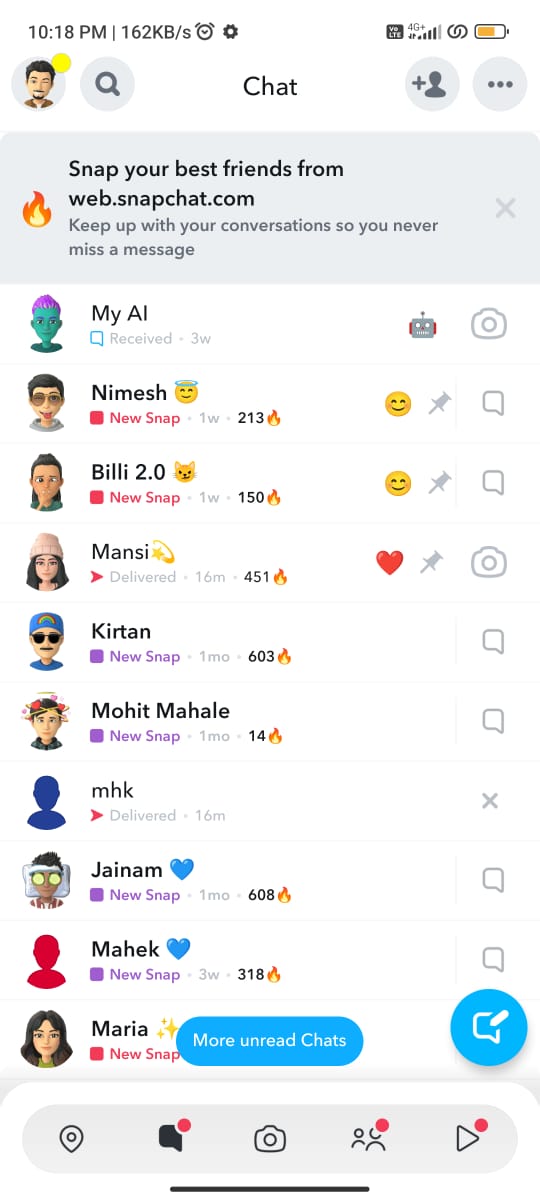 10:18 PM | 162KB/s
Vo LTE 4G+
Chat
Snap your best friends from
web.snapchat.com
Keep up with your conversations so you never
miss a message
My AI
Received • 3w
Nimesh 😇
New Snap • 1w • 213🔥
Billi 2.0 😼
New Snap • 1w • 150🔥
Mansi💫
Delivered • 16m • 451🔥
Kirtan
New Snap • 1mo • 603🔥
Mohit Mahale
New Snap • 1mo • 14🔥
mhk
Delivered • 16m
Jainam 💙
New Snap • 1mo • 608🔥
Mahek 💙
New Snap • 3w • 318🔥
Maria ✨
New Snap
More unread Chats